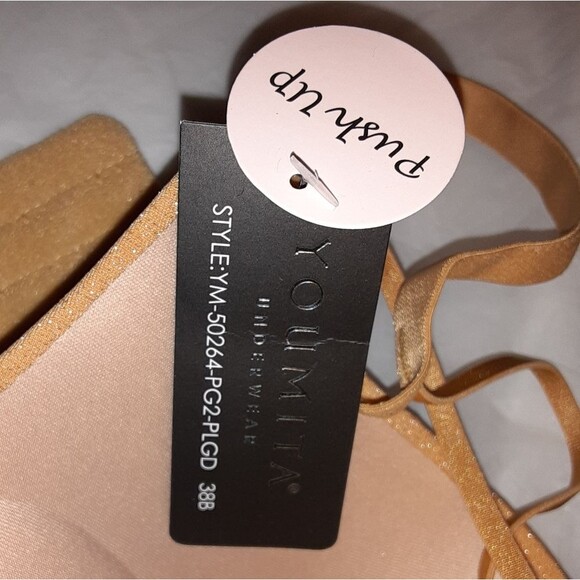 Push Up
YOUMITA®
UNDERWEAR
STYLE:YM-50264-PG2-PLGD 38B